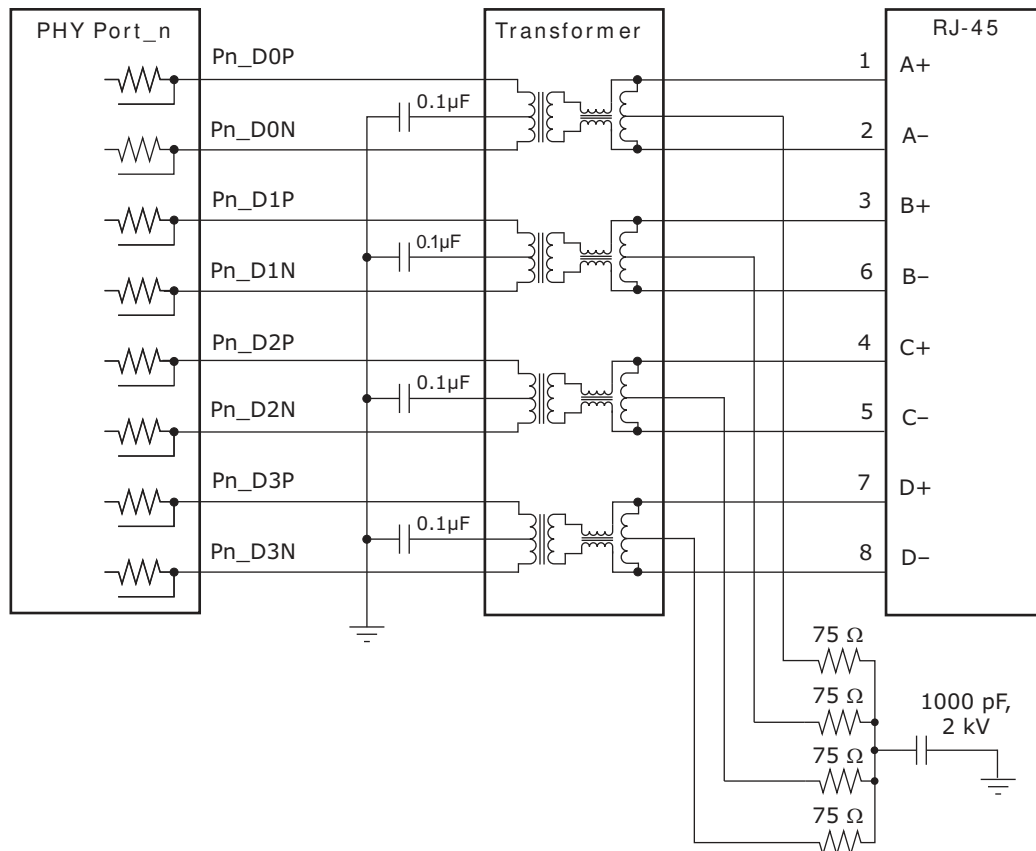 PHY Port_n
Transformer
RJ-45
Pn_D0P
1
A+
0.1µF
Pn_D0N
2
A–
Pn_D1P
3
B+
0.1µF
Pn_D1N
6
B–
Pn_D2P
4
C+
0.1µF
Pn_D2N
5
C–
Pn_D3P
7
D+
0.1µF
Pn_D3N
8
D–
75 Ω
75 Ω
1000 pF,
2 kV
75 Ω
75 Ω